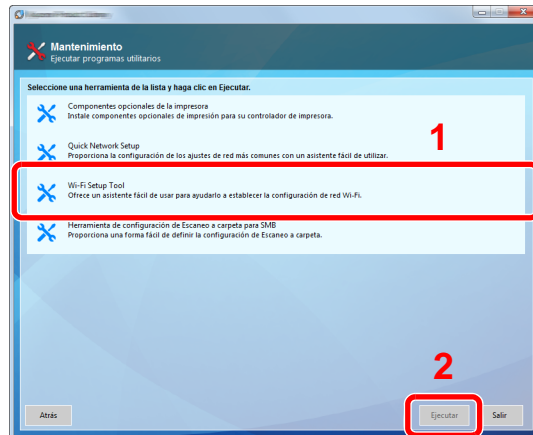 Mantenimiento
Ejecutar programas utilitarios
Seleccione una herramienta de la lista y haga clic en Ejecutar.
Componentes opcionales de la impresora
Instale componentes opcionales de impresión para su controlador de impresora.
1
Quick Network Setup
Proporciona la configuración de los ajustes de red más comunes con un asistente fácil de utilizar.
Wi-Fi Setup Tool
Ofrece un asistente fácil de usar para ayudarlo a establecer la configuración de red Wi-Fi.
Herramienta de configuración de Escaneo a carpeta para SMB
Proporciona una forma fácil de definir la configuración de Escaneo a carpeta.
2
Atrás
Ejecutar
Salir